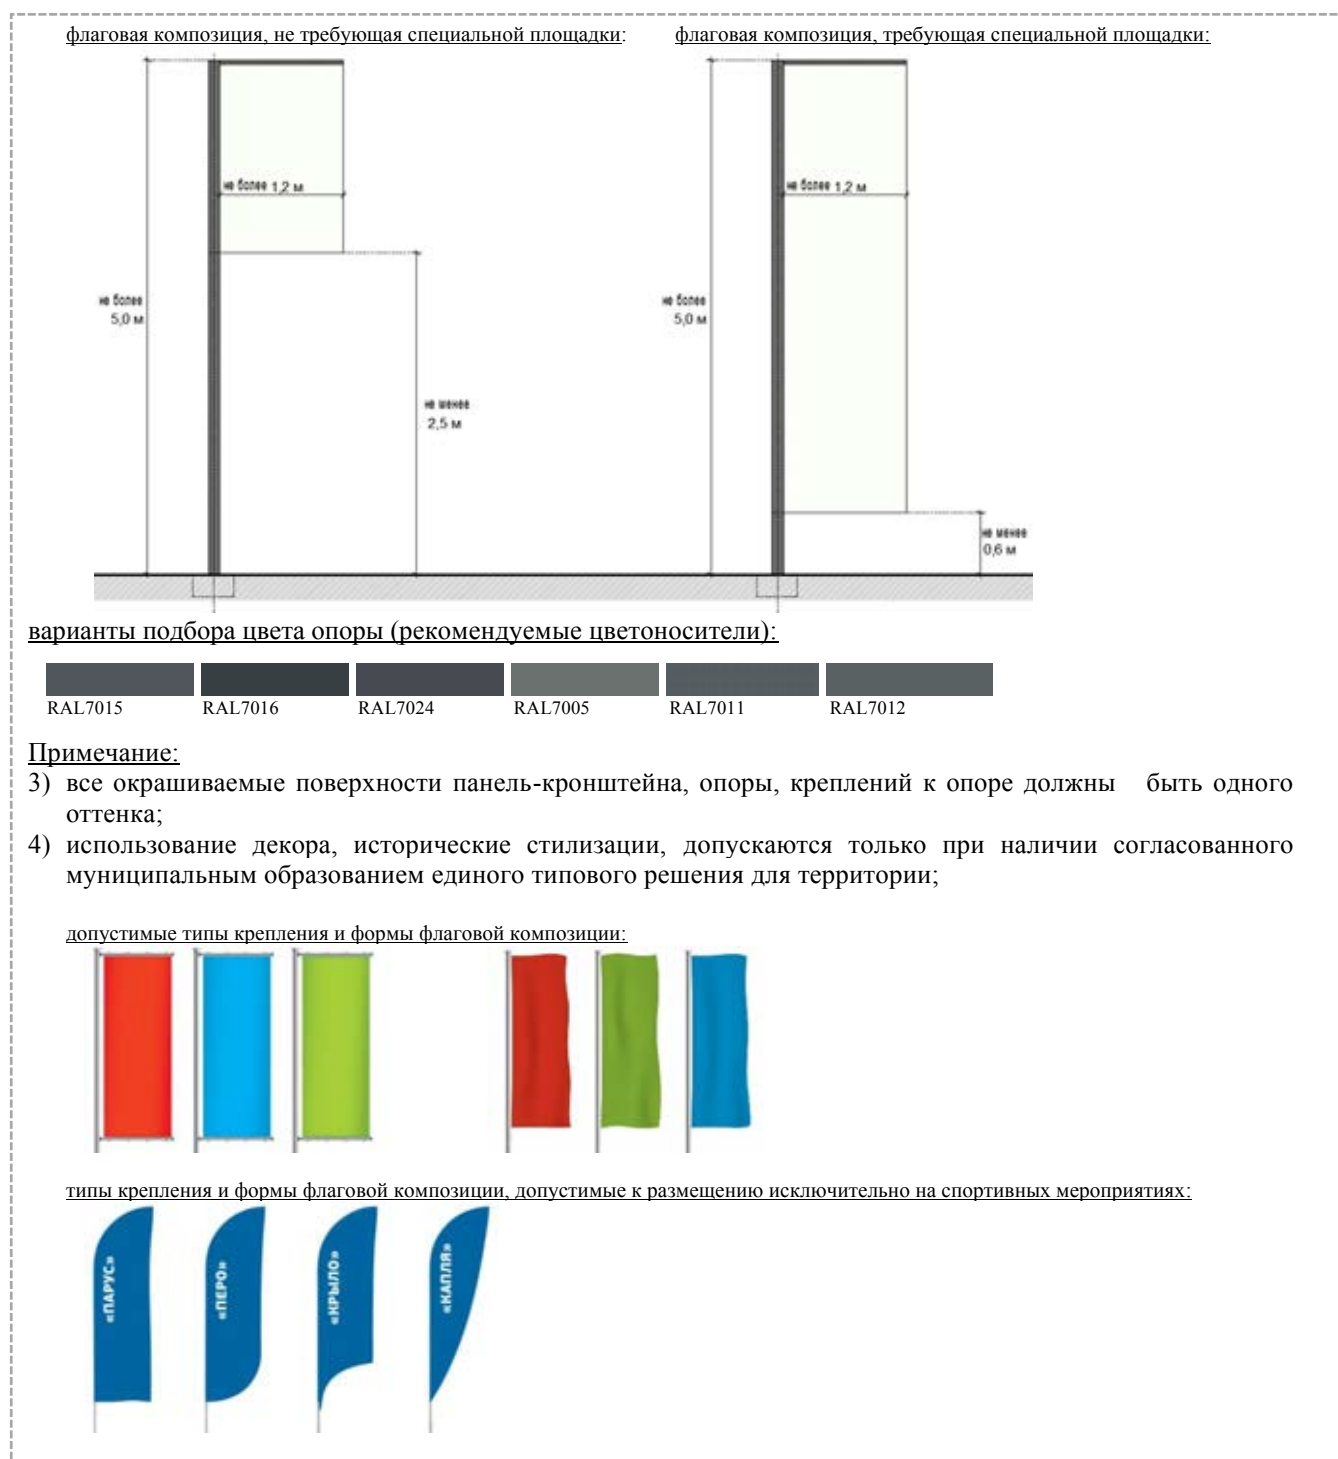 флаговая композиция, не требующая специальной площадки:
флаговая композиция, требующая специальной площадки:
не более 1,2 м
не более
5,0 м
не менее
2,5 м
не более 1,2 м
не более
5,0 м
не менее
0,6 м
варианты подбора цвета опоры (рекомендуемые цветоносители):
RAL7015 RAL7016 RAL7024 RAL7005 RAL7011 RAL7012
Примечание:
3) все окрашиваемые поверхности панель-кронштейна, опоры, креплений к опоре должны быть одного
оттенка;
4) использование декора, исторические стилизации, допускаются только при наличии согласованного
муниципальным образованием единого типового решения для территории;
допустимые типы крепления и формы флаговой композиции:
типы крепления и формы флаговой композиции, допустимые к размещению исключительно на спортивных мероприятиях:
«ПАРУС»
«ПЕРО»
«КРЫЛО»
«КАПЛЯ»